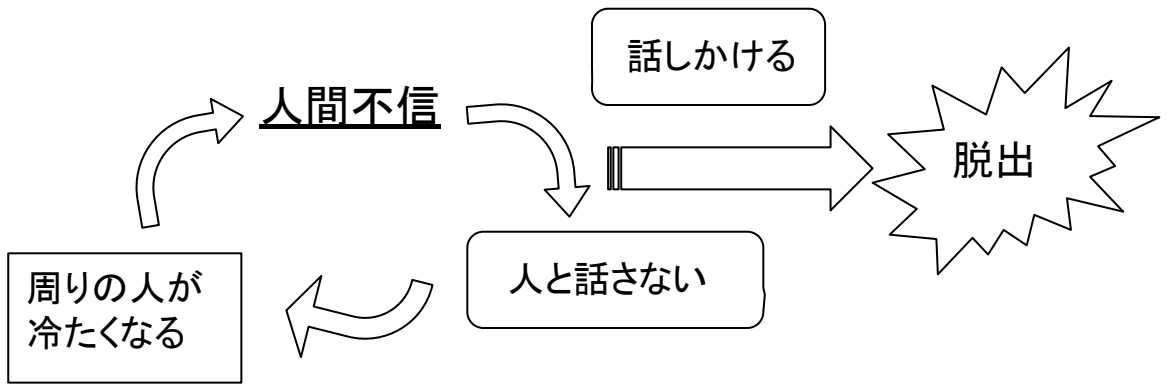 話しかける
人間不信
脱出
人と話さない
周りの人が
冷たくなる